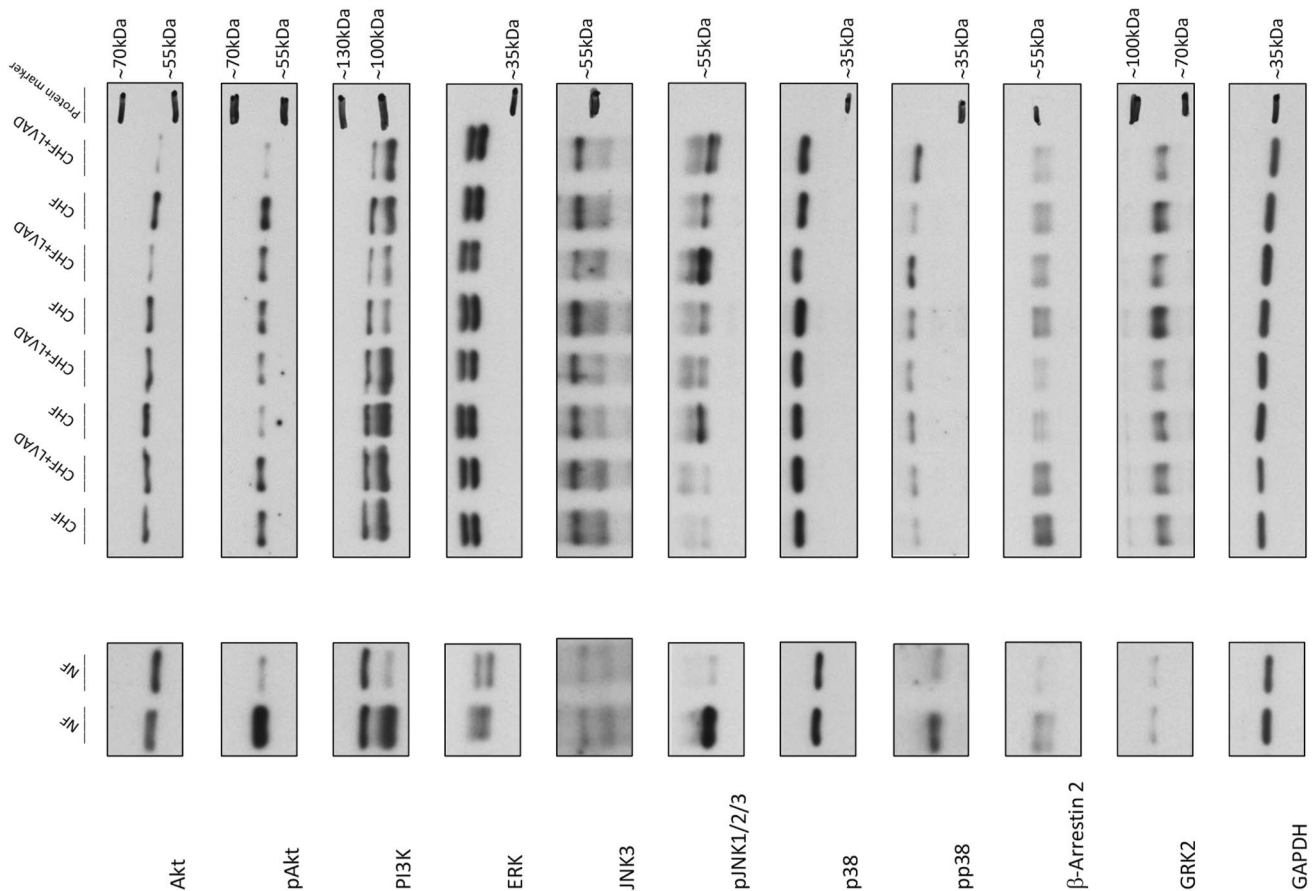 NF
NF
CHF
CHF+LVAD
CHF
CHF+LVAD
CHF
CHF+LVAD
CHF
CHF+LVAD
Protein marker
Akt
~70kDa
~55kDa
pAkt
~70kDa
~55kDa
PI3K
~130kDa
~100kDa
ERK
~35kDa
JNK3
~55kDa
pJNK1/2/3
~55kDa
p38
~35kDa
pp38
~35kDa
β-Arrestin 2
~55kDa
GRK2
~100kDa
~70kDa
GAPDH
~35kDa